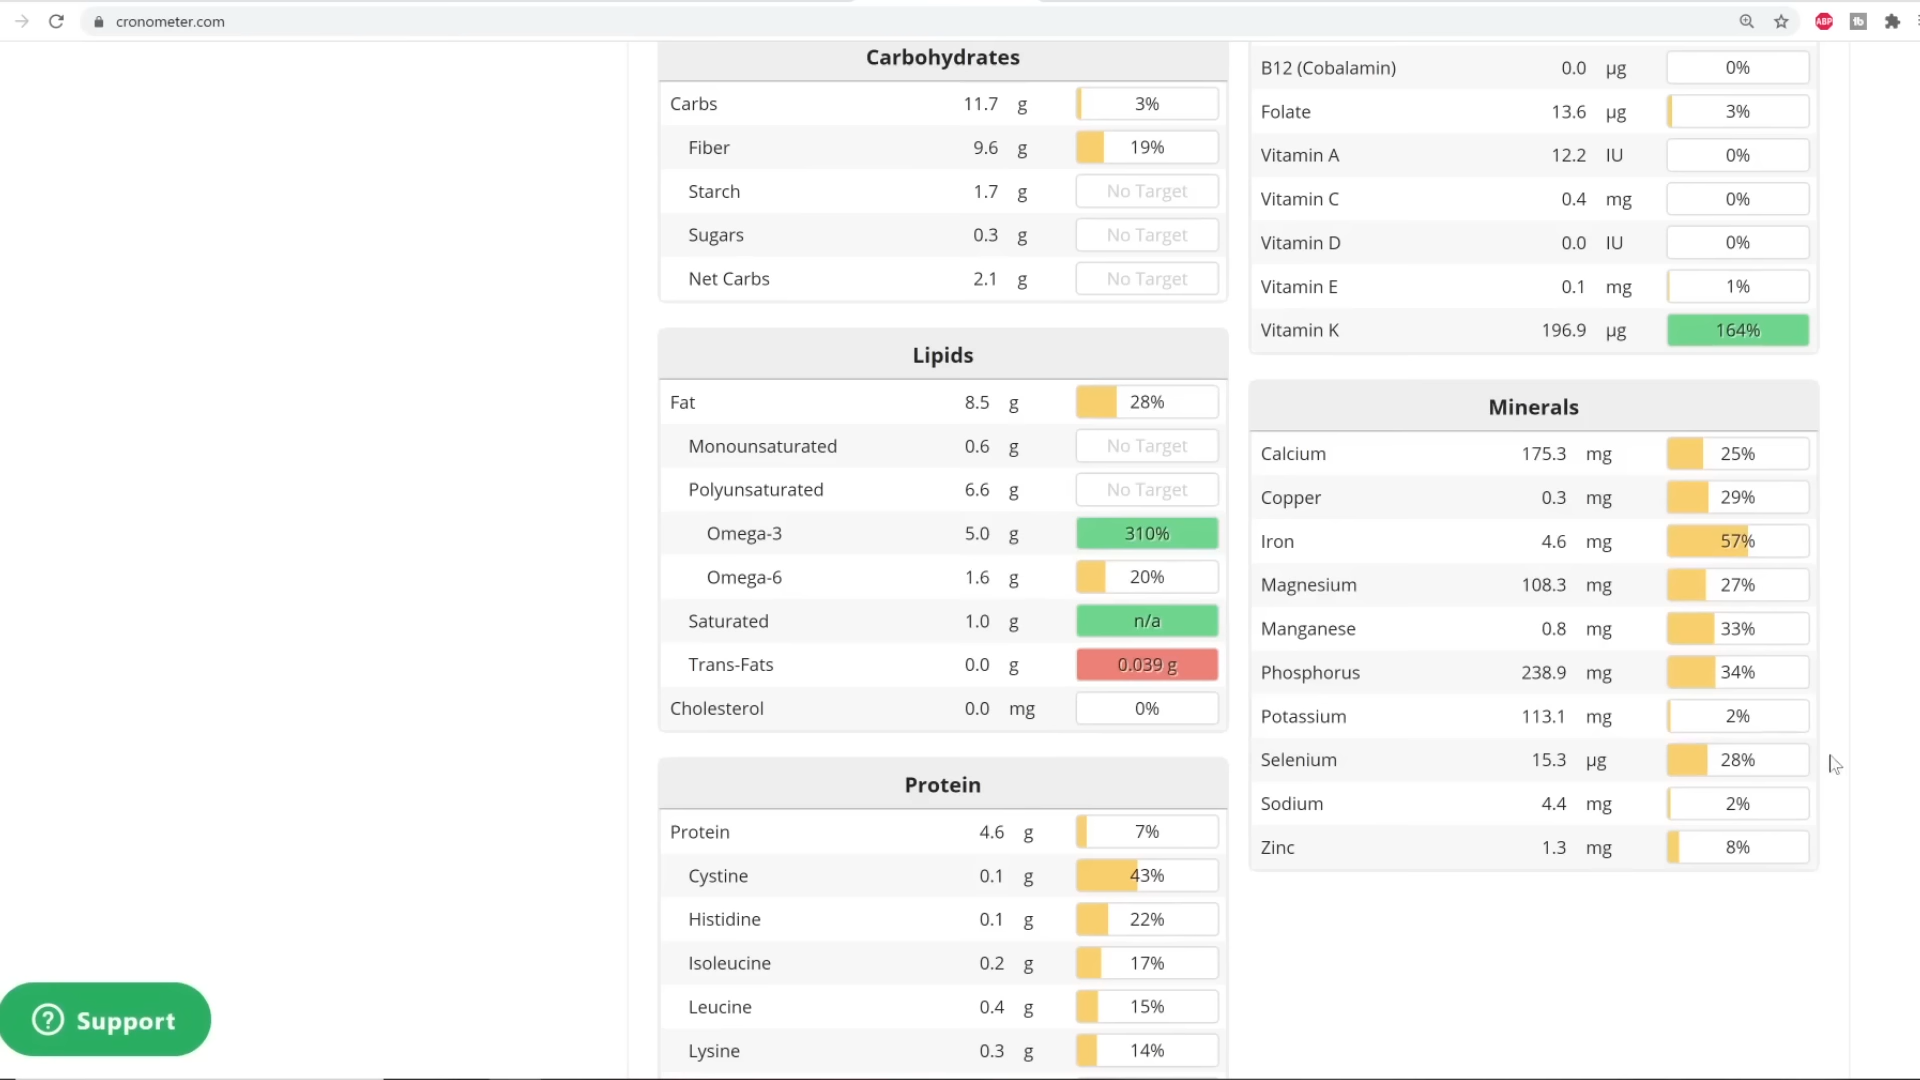 cronometer.com
ABP
Carbohydrates
Carbs 11.7 g 3%
Fiber 9.6 g 19%
Starch 1.7 g No Target
Sugars 0.3 g No Target
Net Carbs 2.1 g No Target
Lipids
Fat 8.5 g 28%
Monounsaturated 0.6 g No Target
Polyunsaturated 6.6 g No Target
Omega-3 5.0 g 310%
Omega-6 1.6 g 20%
Saturated 1.0 g n/a
Trans-Fats 0.0 g 0.039 g
Cholesterol 0.0 mg 0%
Protein
Protein 4.6 g 7%
Cystine 0.1 g 43%
Histidine 0.1 g 22%
Isoleucine 0.2 g 17%
Leucine 0.4 g 15%
Lysine 0.3 g 14%
B12 (Cobalamin) 0.0 µg 0%
Folate 13.6 µg 3%
Vitamin A 12.2 IU 0%
Vitamin C 0.4 mg 0%
Vitamin D 0.0 IU 0%
Vitamin E 0.1 mg 1%
Vitamin K 196.9 µg 164%
Minerals
Calcium 175.3 mg 25%
Copper 0.3 mg 29%
Iron 4.6 mg 57%
Magnesium 108.3 mg 27%
Manganese 0.8 mg 33%
Phosphorus 238.9 mg 34%
Potassium 113.1 mg 2%
Selenium 15.3 µg 28%
Sodium 4.4 mg 2%
Zinc 1.3 mg 8%
Support